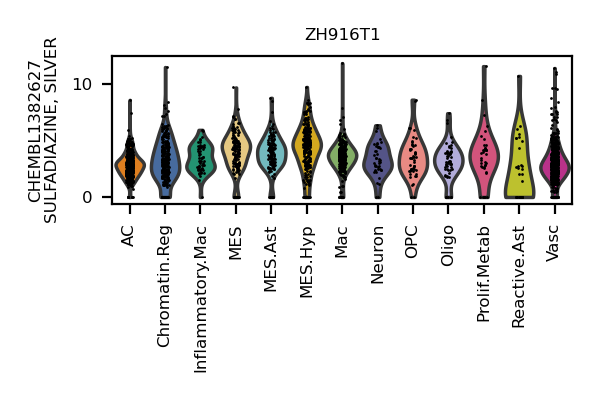 ZH916T1
CHEMBL1382627
SULFADIAZINE, SILVER
10
0
AC
Chromatin.Reg
Inflammatory.Mac
MES
MES.Ast
MES.Hyp
Mac
Neuron
OPC
Oligo
Prolif.Metab
Reactive.Ast
Vasc